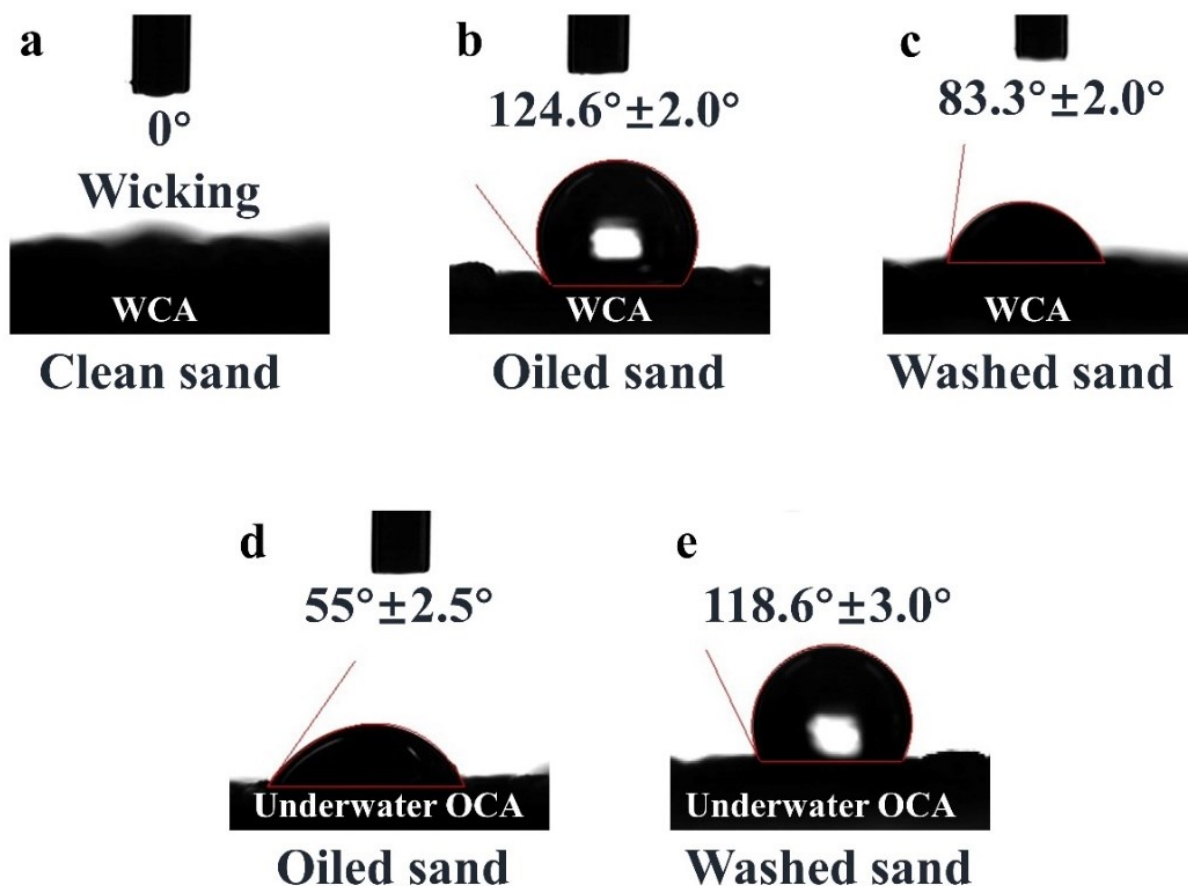 a
0°
Wicking
WCA
Clean sand
b
124.6°±2.0°
WCA
Oiled sand
c
83.3°±2.0°
WCA
Washed sand
d
55°±2.5°
Underwater OCA
Oiled sand
e
118.6°±3.0°
Underwater OCA
Washed sand